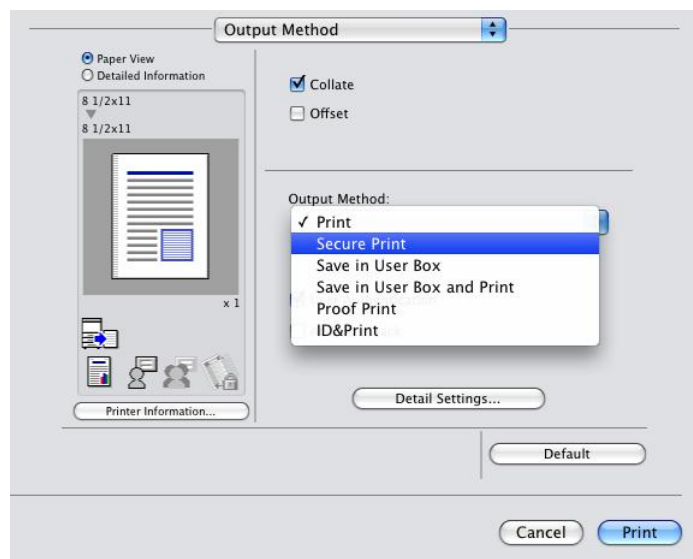 Output Method
Paper View
Detailed Information
8 1/2x11
8 1/2x11
x 1
Printer Information...
Collate
Offset
Output Method:
✓ Print
Secure Print
Save in User Box
Save in User Box and Print
Proof Print
ID&Print
Detail Settings...
Default
Cancel
Print